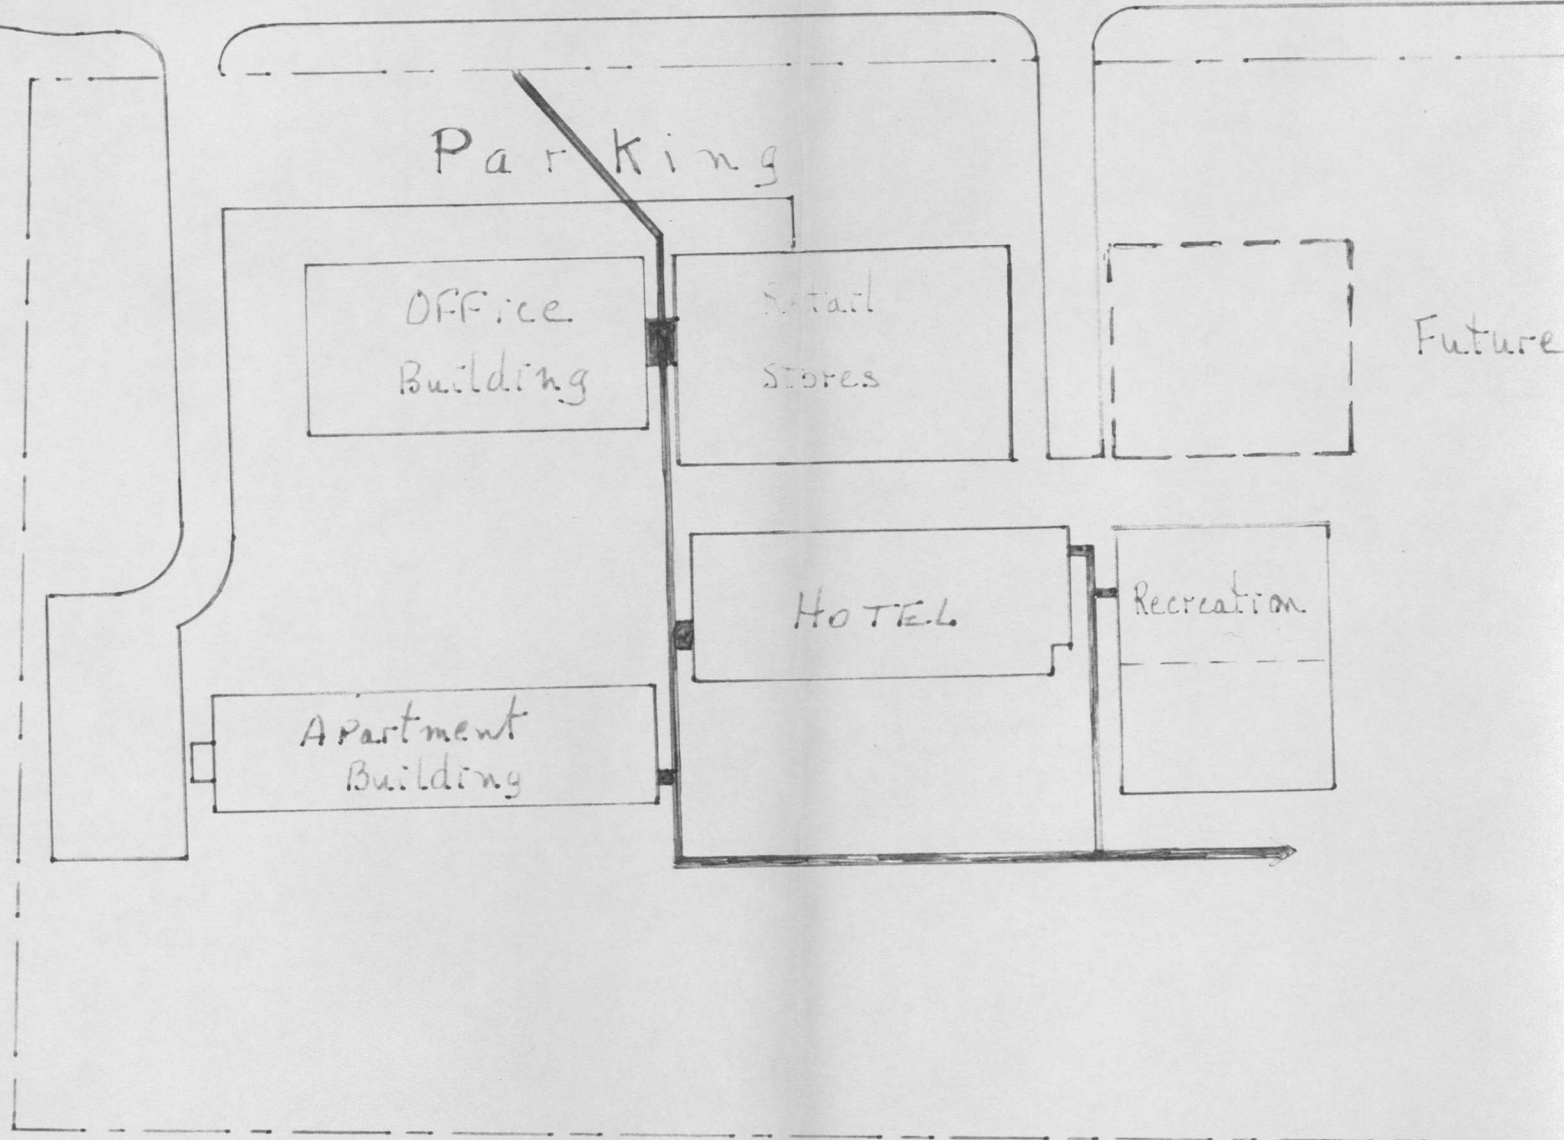 Parking
OFFice
Building
Retail
Stores
Future
HOTEL
Recreation
Apartment
Building